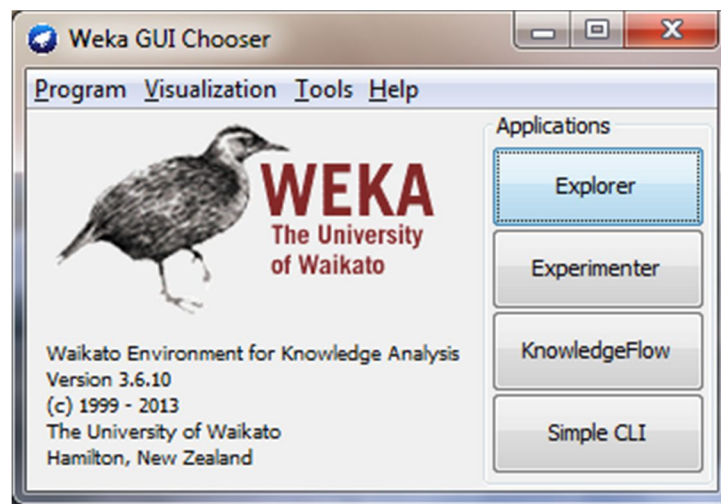 Weka GUI Chooser
Program Visualization Tools Help
WEKA
The University
of Waikato
Waikato Environment for Knowledge Analysis
Version 3.6.10
(c) 1999 - 2013
The University of Waikato
Hamilton, New Zealand
Applications
Explorer
Experimenter
KnowledgeFlow
Simple CLI